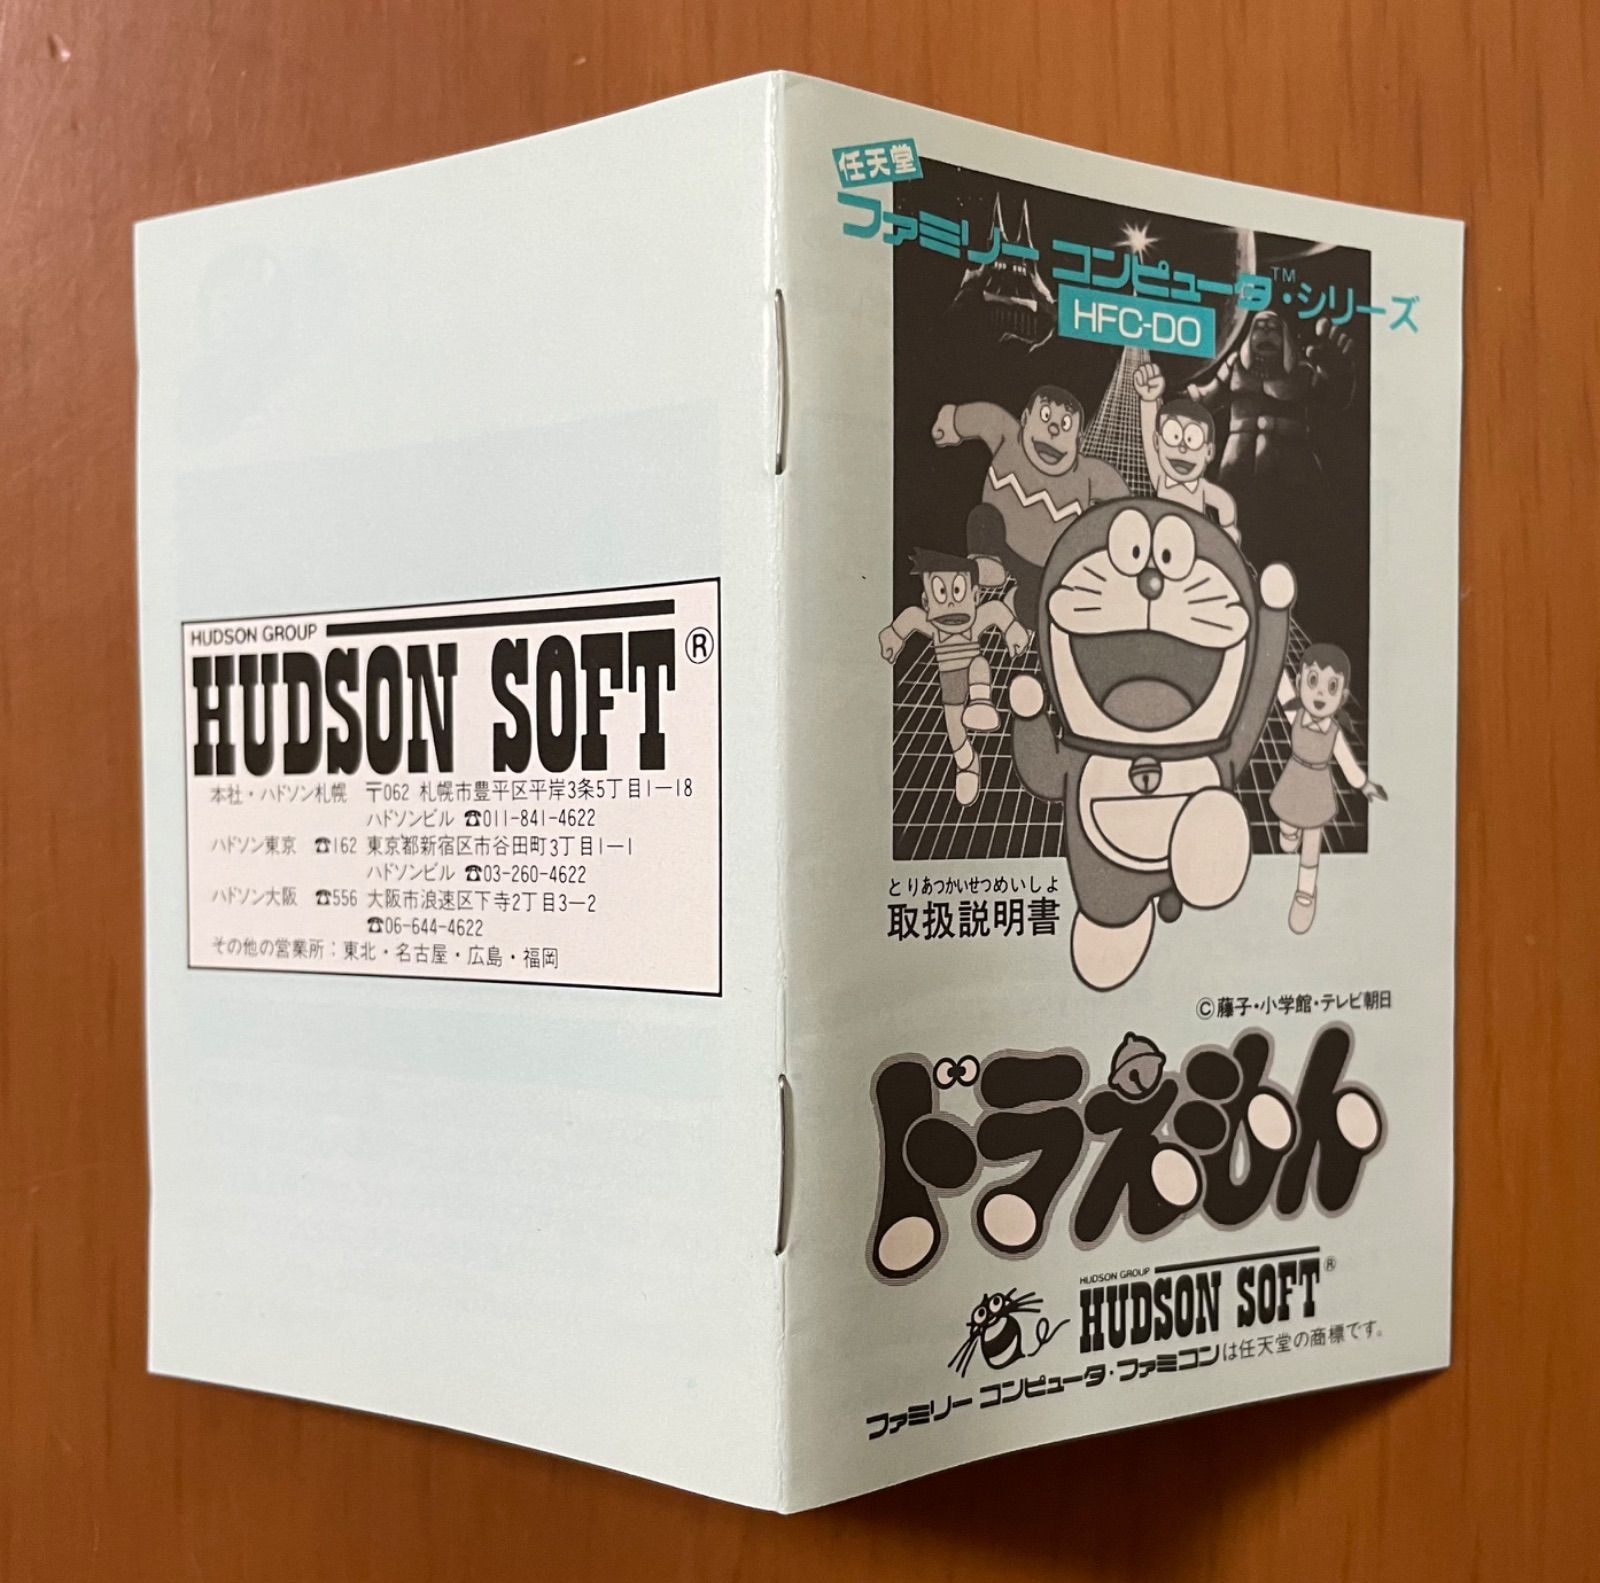 HUDSON GROUP
HUDSON SOFT®
本社・ハドソン札幌 〒062 札幌市豊平区平岸3条5丁目1-18
ハドソンビル ☎011-841-4622
ハドソン東京 ☎162 東京都新宿区市谷田町3丁目1-1
ハドソンビル ☎03-260-4622
ハドソン大阪 ☎556 大阪市浪速区下寺2丁目3-2
☎06-644-4622
その他の営業所：東北・名古屋・広島・福岡
任天堂
ファミリー コンピュータ™・シリーズ
HFC-DO
とりあつかいせつめいしょ
取扱説明書
©藤子・小学館・テレビ朝日
ドラえもん
HUDSON GROUP
HUDSON SOFT®
ファミリー コンピュータ・ファミコンは任天堂の商標です。